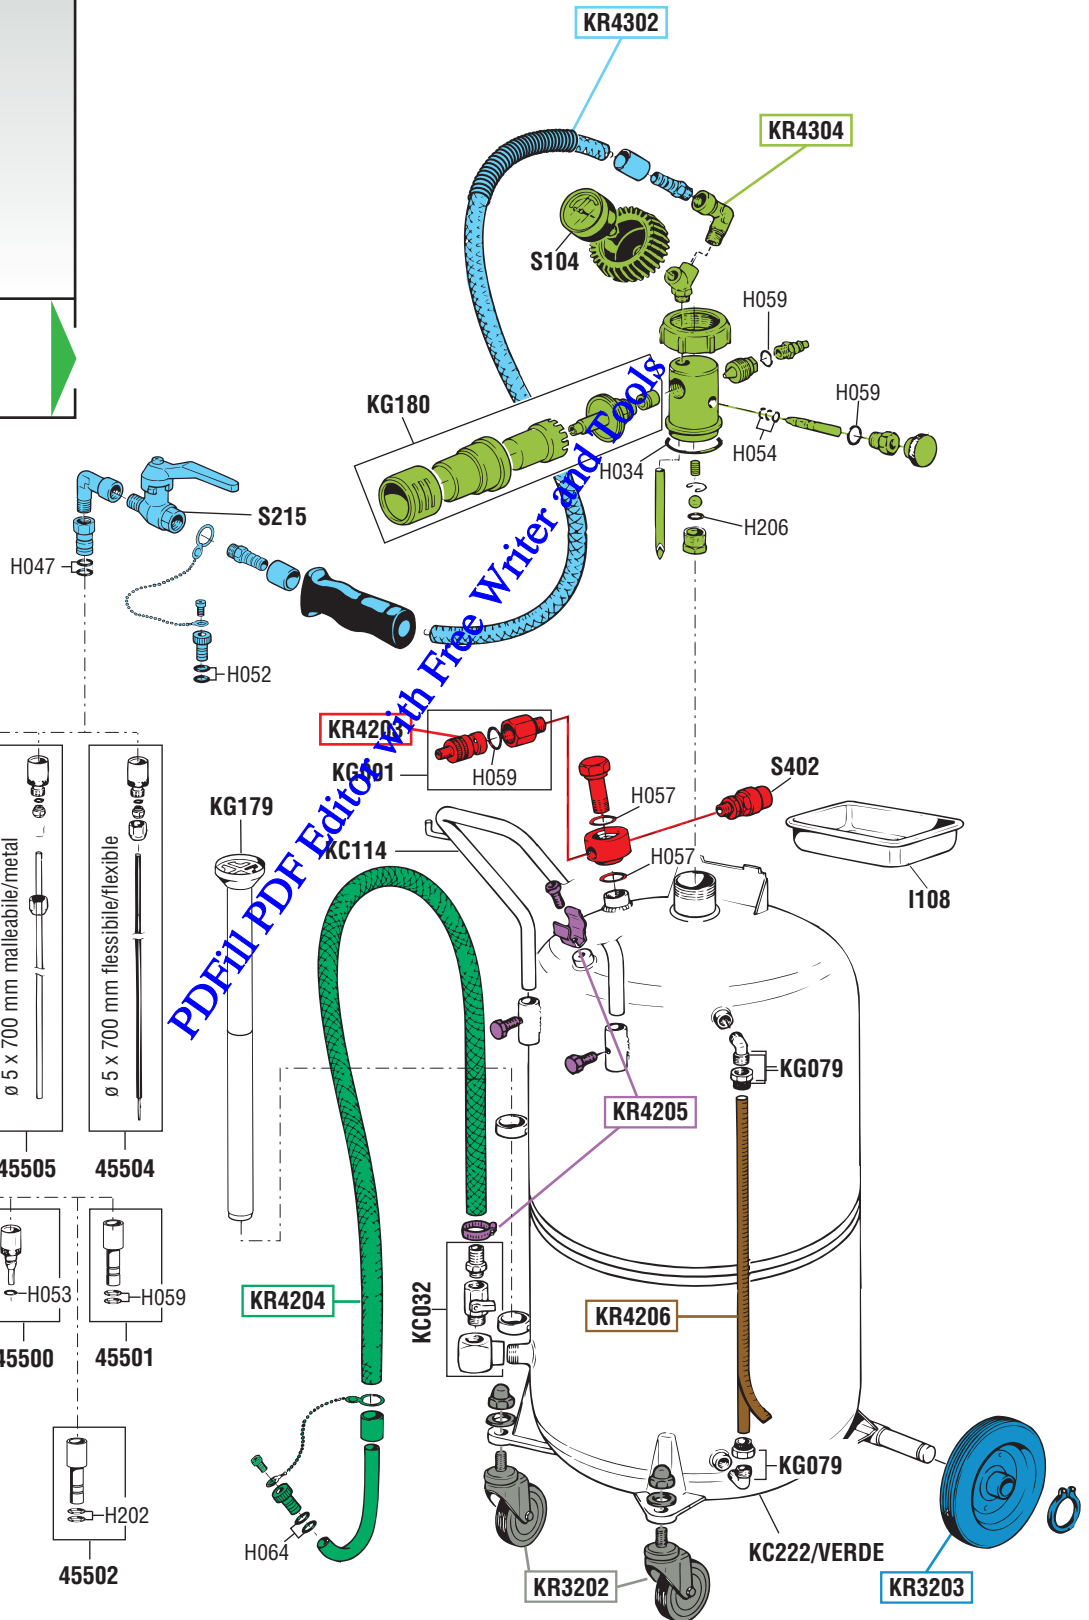 KR4302
KR4304
S104
H059
KG180
H059
H054
H034
S215
H206
H047
H052
KR4203
H059
S402
KG179
H057
KC114
H057
I108
ø 5 x 700 mm malleabile/metal
ø 5 x 700 mm flessibile/flexible
KG079
KR4205
45505
45504
H053
H059
KR4204
KC032
KR4206
45500
45501
KG079
H202
H064
KC222/VERDE
45502
KR3202
KR3203
PDFill PDF Editor with Free Writer and Tools